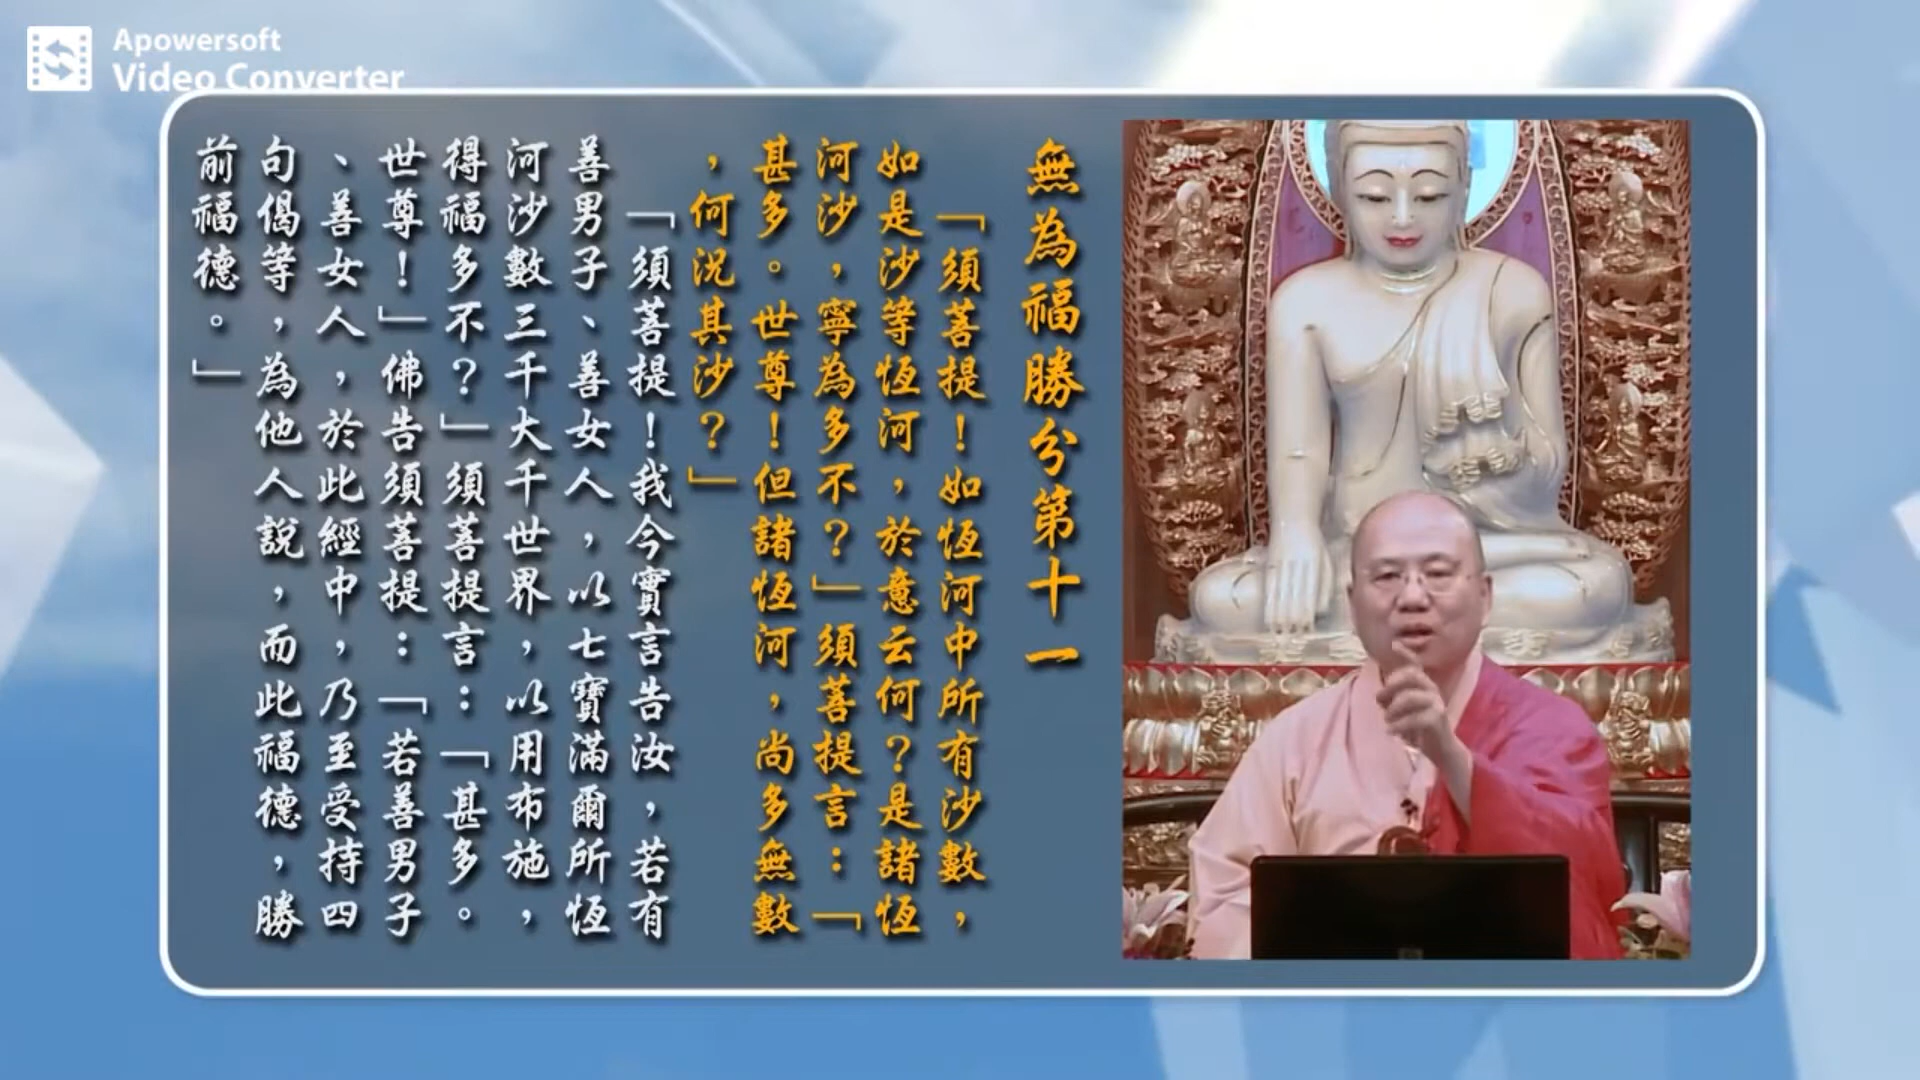 Apowersoft
Video Converter
無為福勝分第十一
「須菩提！如恆河中所有沙數，
如是沙等恆河，於意云何？是諸恆
河沙，寧為多不？」須菩提言：「
甚多。世尊！但諸恆河，尚多無數
，何況其沙？」
「須菩提！我今實言告汝，若有
善男子、善女人，以七寶滿爾所恆
河沙數三千大千世界，以用布施，
得福多不？」須菩提言：「甚多。
世尊！」佛告須菩提：「若善男子
、善女人，於此經中，乃至受持四
句偈等，為他人說，而此福德，勝
前福德。」